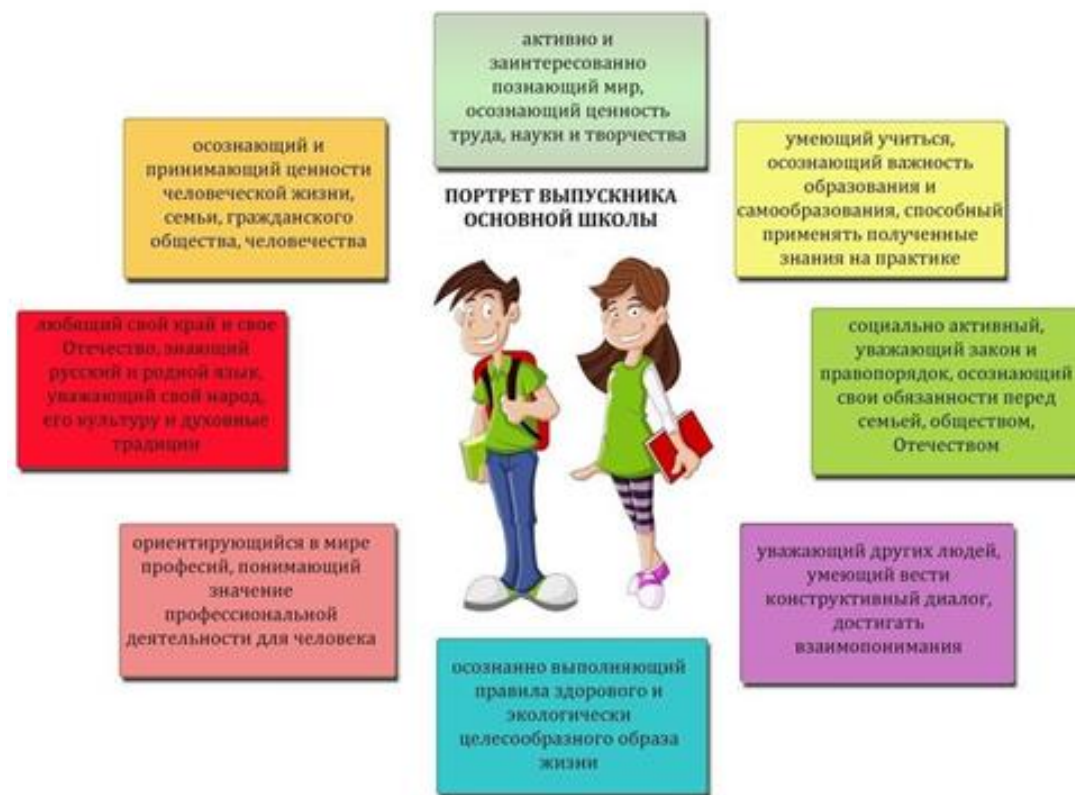 активно и
заинтересованно
познающий мир,
осознающий ценность
труда, науки и творчества
осознающий и
принимающий ценности
человеческой жизни,
семьи, гражданского
общества, человечества
умеющий учиться,
осознающий важность
образования и
самообразования, способный
применять полученные
знания на практике
ПОРТРЕТ ВЫПУСКНИКА
ОСНОВНОЙ ШКОЛЫ
любящий свой край и свое
Отечество, знающий
русский и родной язык,
уважающий свой народ,
его культуру и духовные
традиции
социально активный,
уважающий закон и
правопорядок, осознающий
свои обязанности перед
семьей, обществом,
Отечеством
ориентирующийся в мире
професий, понимающий
значение
профессиональной
деятельности для человека
уважающий других людей,
умеющий вести
конструктивный диалог,
достигать
взаимопонимания
осознанно выполняющий
правила здорового и
экологически
целесообразного образа
жизни